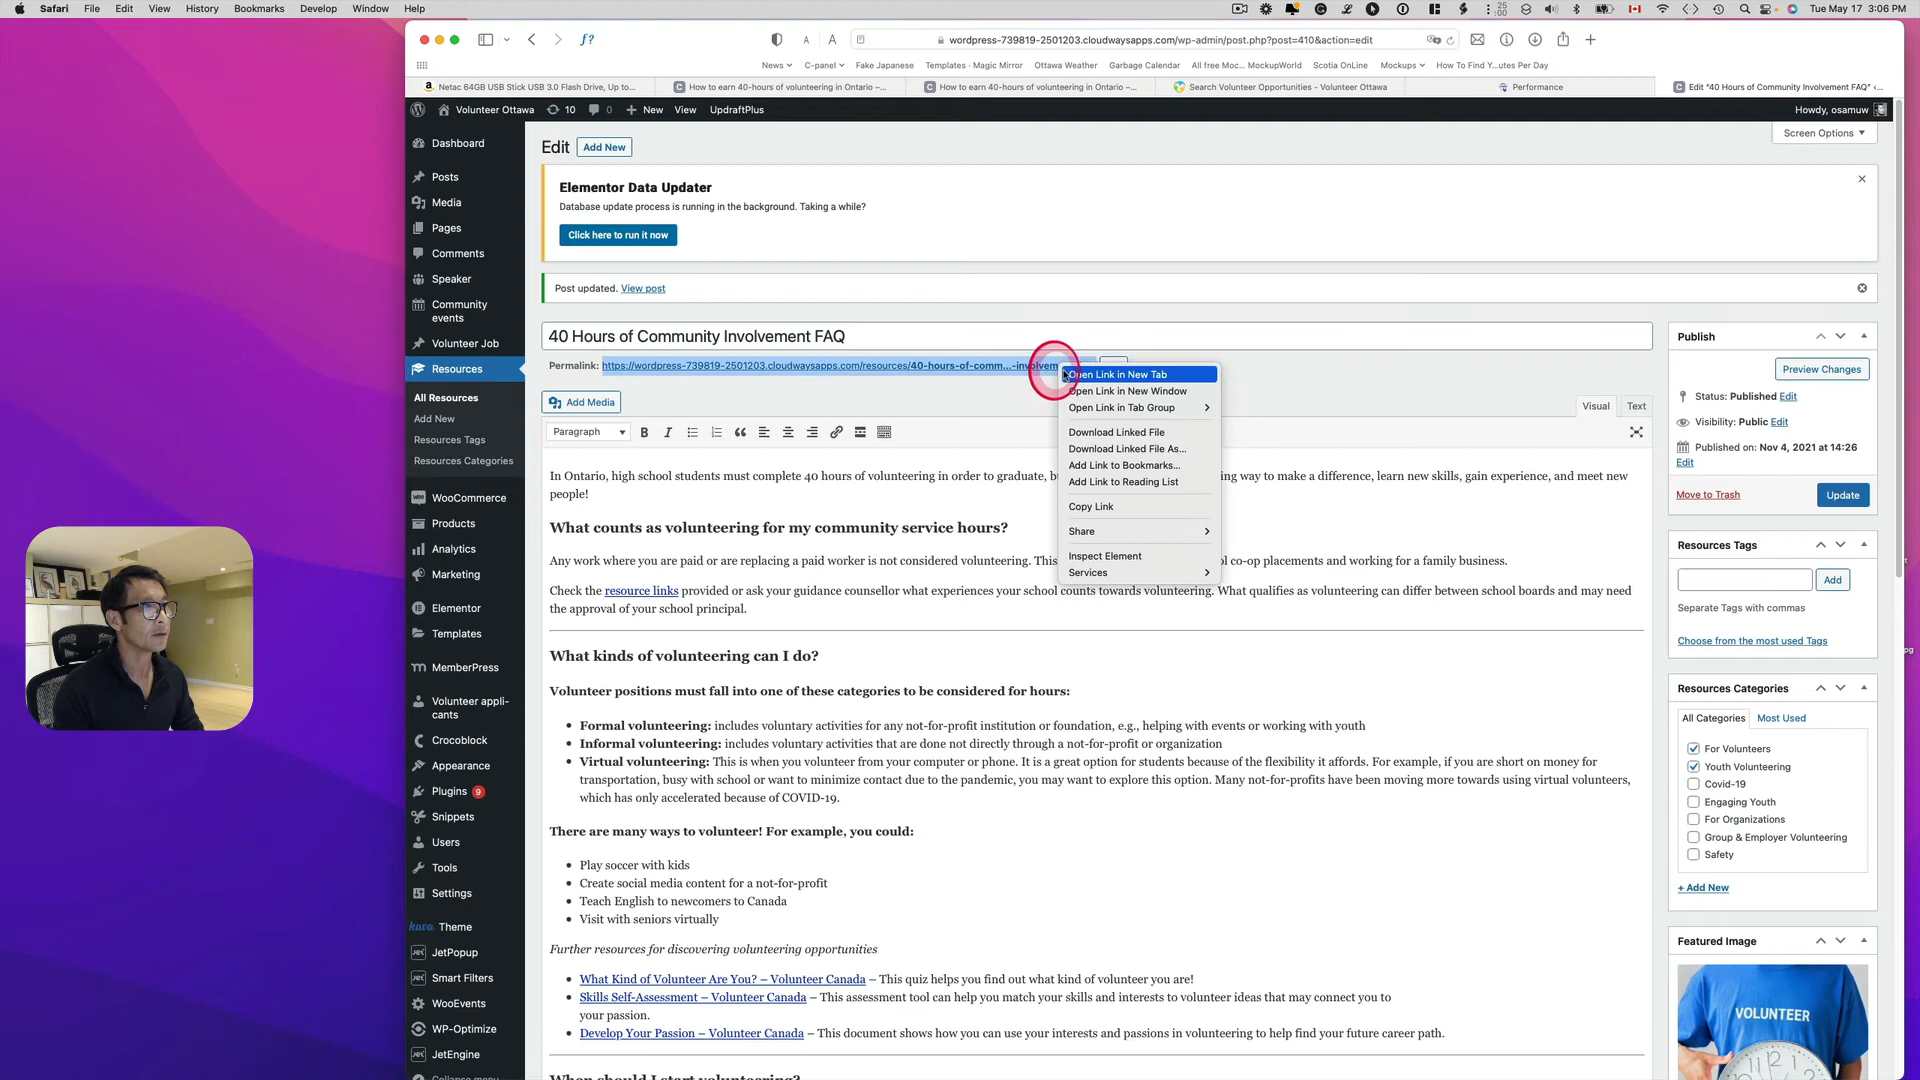 Safari File Edit View History Bookmarks Develop Window Help
25 00
Tue May 17 3:06 PM
wordpress-739819-2501203.cloudwaysapps.com/wp-admin/post.php?post=410&action=edit
News C-panel Fake Japanese Templates - Magic Mirror Ottawa Weather Garbage Calendar All free Moc... MockupWorld Scotia OnLine Mockups How To Find Y...utes Per Day
Netac 64GB USB Stick USB 3.0 Flash Drive, Up to... How to earn 40-hours of volunteering in Ontario –... How to earn 40-hours of volunteering in Ontario –... Search Volunteer Opportunities - Volunteer Ottawa Performance Edit "40 Hours of Community Involvement FAQ" ‹...
Volunteer Ottawa 10 0 New View UpdraftPlus Howdy, osamuw
Screen Options
Dashboard
Posts
Media
Pages
Comments
Speaker
Community
events
Volunteer Job
Resources
All Resources
Add New
Resources Tags
Resources Categories
WooCommerce
Products
Analytics
Marketing
Elementor
Templates
MemberPress
Volunteer appli-
cants
Crocoblock
Appearance
Plugins 9
Snippets
Users
Tools
Settings
kava Theme
JetPopup
Smart Filters
WooEvents
WP-Optimize
JetEngine
Collapse menu
Edit Add New
Elementor Data Updater
Database update process is running in the background. Taking a while?
Click here to run it now
Post updated. View post
40 Hours of Community Involvement FAQ
Permalink: https://wordpress-739819-2501203.cloudwaysapps.com/resources/40-hours-of-comm...-involvem
Open Link in New Tab
Open Link in New Window
Open Link in Tab Group
Download Linked File
Download Linked File As...
Add Link to Bookmarks...
Add Link to Reading List
Copy Link
Share
Inspect Element
Services
Add Media
Visual Text
Paragraph
In Ontario, high school students must complete 40 hours of volunteering in order to graduate, bu ing way to make a difference, learn new skills, gain experience, and meet new
people!
What counts as volunteering for my community service hours?
Any work where you are paid or are replacing a paid worker is not considered volunteering. This l co-op placements and working for a family business.
Check the resource links provided or ask your guidance counsellor what experiences your school counts towards volunteering. What qualifies as volunteering can differ between school boards and may need
the approval of your school principal.
What kinds of volunteering can I do?
Volunteer positions must fall into one of these categories to be considered for hours:
Formal volunteering: includes voluntary activities for any not-for-profit institution or foundation, e.g., helping with events or working with youth
Informal volunteering: includes voluntary activities that are done not directly through a not-for-profit or organization
Virtual volunteering: This is when you volunteer from your computer or phone. It is a great option for students because of the flexibility it affords. For example, if you are short on money for
transportation, busy with school or want to minimize contact due to the pandemic, you may want to explore this option. Many not-for-profits have been moving more towards using virtual volunteers,
which has only accelerated because of COVID-19.
There are many ways to volunteer! For example, you could:
Play soccer with kids
Create social media content for a not-for-profit
Teach English to newcomers to Canada
Visit with seniors virtually
Further resources for discovering volunteering opportunities
What Kind of Volunteer Are You? – Volunteer Canada – This quiz helps you find out what kind of volunteer you are!
Skills Self-Assessment – Volunteer Canada – This assessment tool can help you match your skills and interests to volunteer ideas that may connect you to
your passion.
Develop Your Passion – Volunteer Canada – This document shows how you can use your interests and passions in volunteering to help find your future career path.
When should I start volunteering?
Publish
Preview Changes
Status: Published Edit
Visibility: Public Edit
Published on: Nov 4, 2021 at 14:26
Edit
Move to Trash Update
Resources Tags
Add
Separate Tags with commas
Choose from the most used Tags
Resources Categories
All Categories Most Used
For Volunteers
Youth Volunteering
Covid-19
Engaging Youth
For Organizations
Group & Employer Volunteering
Safety
+ Add New
Featured Image
VOLUNTEER
12
pg